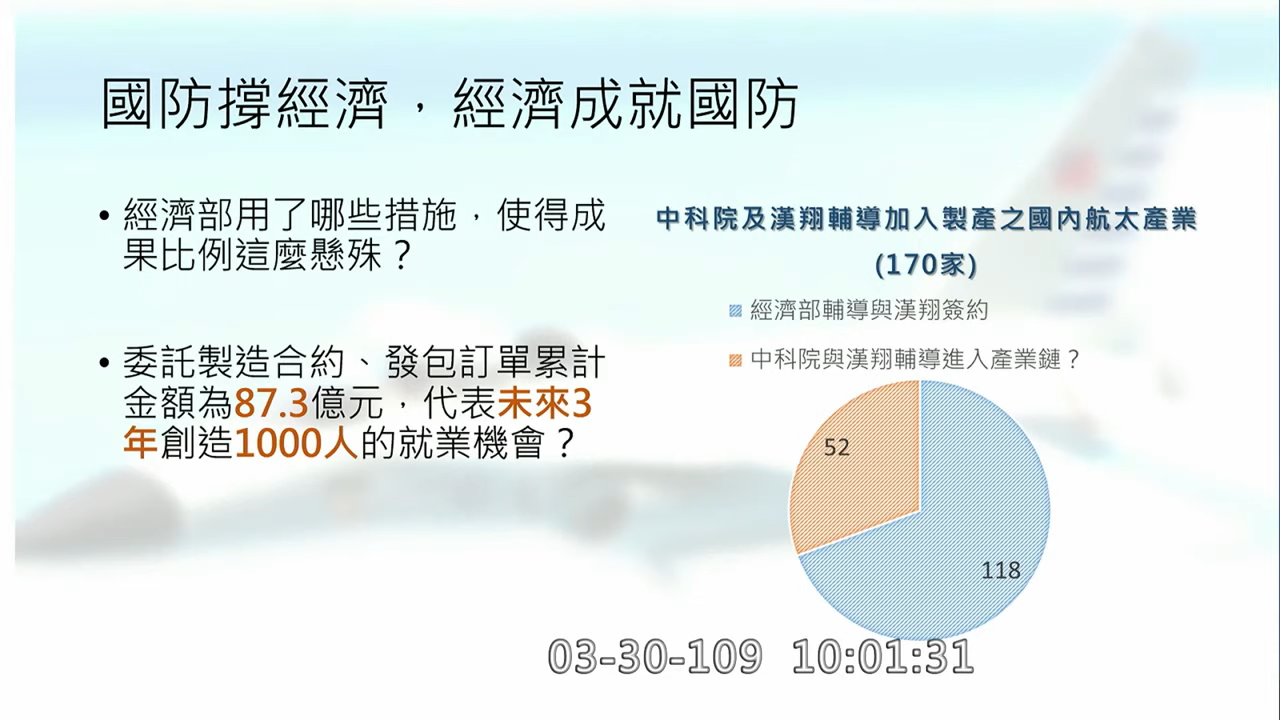 國防撐經濟，經濟成就國防
• 經濟部用了哪些措施，使得成
果比例這麼懸殊？
• 委託製造合約、發包訂單累計
金額為87.3億元，代表未來3
年創造1000人的就業機會？
中科院及漢翔輔導加入製產之國內航太產業
(170家)
經濟部輔導與漢翔簽約
中科院與漢翔輔導進入產業鏈？
52
118
03-30-109 10:01:31